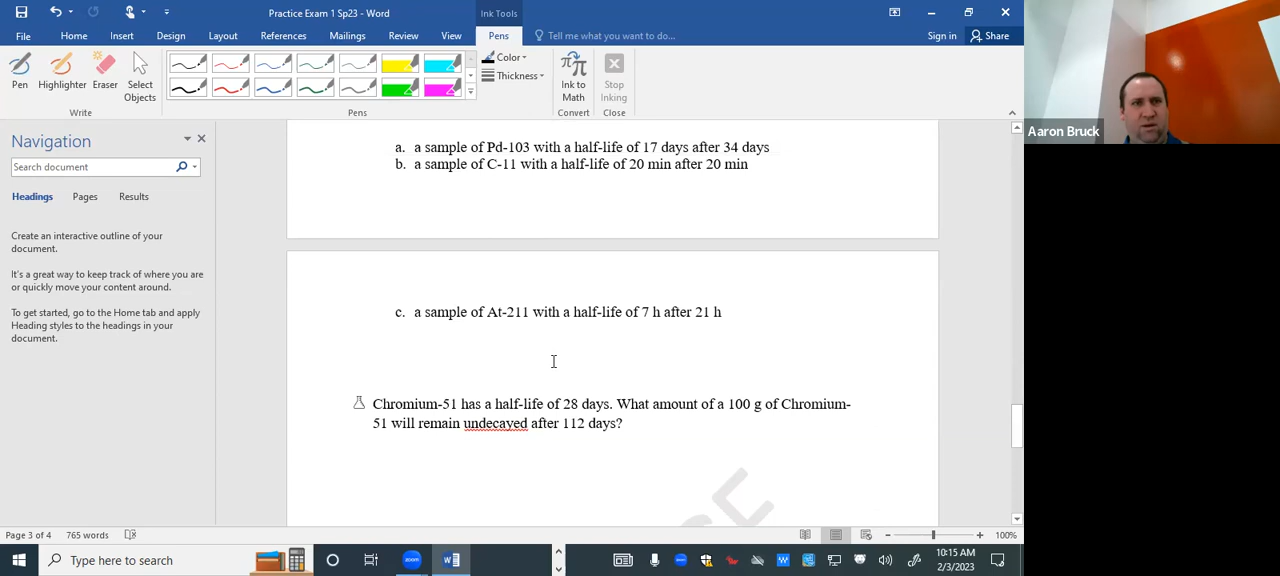 Practice Exam 1 Sp23 - Word
Ink Tools
File
Home
Insert
Design
Layout
References
Mailings
Review
View
Pens
Tell me what you want to do...
Sign in
Share
Pen
Highlighter
Eraser
Select
Objects
Color
Thickness
Ink to
Math
Stop
Inking
Write
Pens
Convert
Close
Aaron Bruck
Navigation
Search document
Headings
Pages
Results
Create an interactive outline of your
document.
It's a great way to keep track of where you are
or quickly move your content around.
To get started, go to the Home tab and apply
Heading styles to the headings in your
document.
a. a sample of Pd-103 with a half-life of 17 days after 34 days
b. a sample of C-11 with a half-life of 20 min after 20 min
c. a sample of At-211 with a half-life of 7 h after 21 h
Chromium-51 has a half-life of 28 days. What amount of a 100 g of Chromium-
51 will remain undecayed after 112 days?
SE
Page 3 of 4
765 words
100%
Type here to search
zoom
10:15 AM
2/3/2023